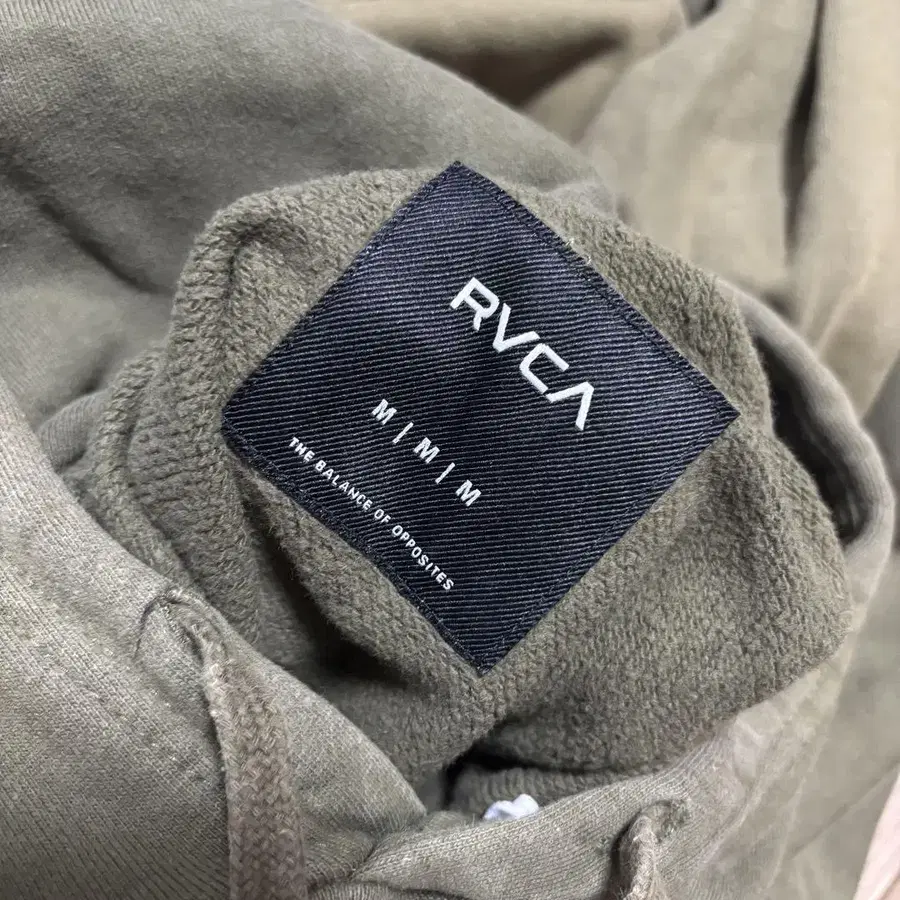 RVCA
M | M | M
THE BALANCE OF OPPOSITES